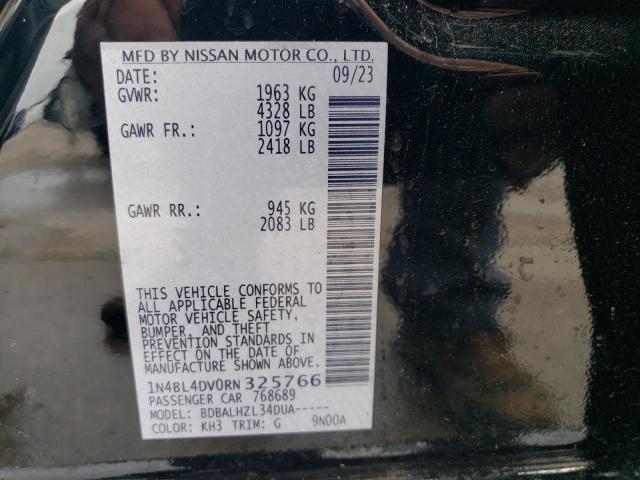 MFD BY NISSAN MOTOR CO., LTD.
DATE: 09/23
GVWR: 1963 KG
4328 LB
GAWR FR.: 1097 KG
2418 LB
GAWR RR.: 945 KG
2083 LB
THIS VEHICLE CONFORMS TO
ALL APPLICABLE FEDERAL
MOTOR VEHICLE SAFETY,
BUMPER, AND THEFT
PREVENTION STANDARDS IN
EFFECT ON THE DATE OF
MANUFACTURE SHOWN ABOVE.
1N4BL4DV0RN325766
PASSENGER CAR 768689
MODEL: BDBALHZL34DUA-----
COLOR: KH3 TRIM: G 9N00A